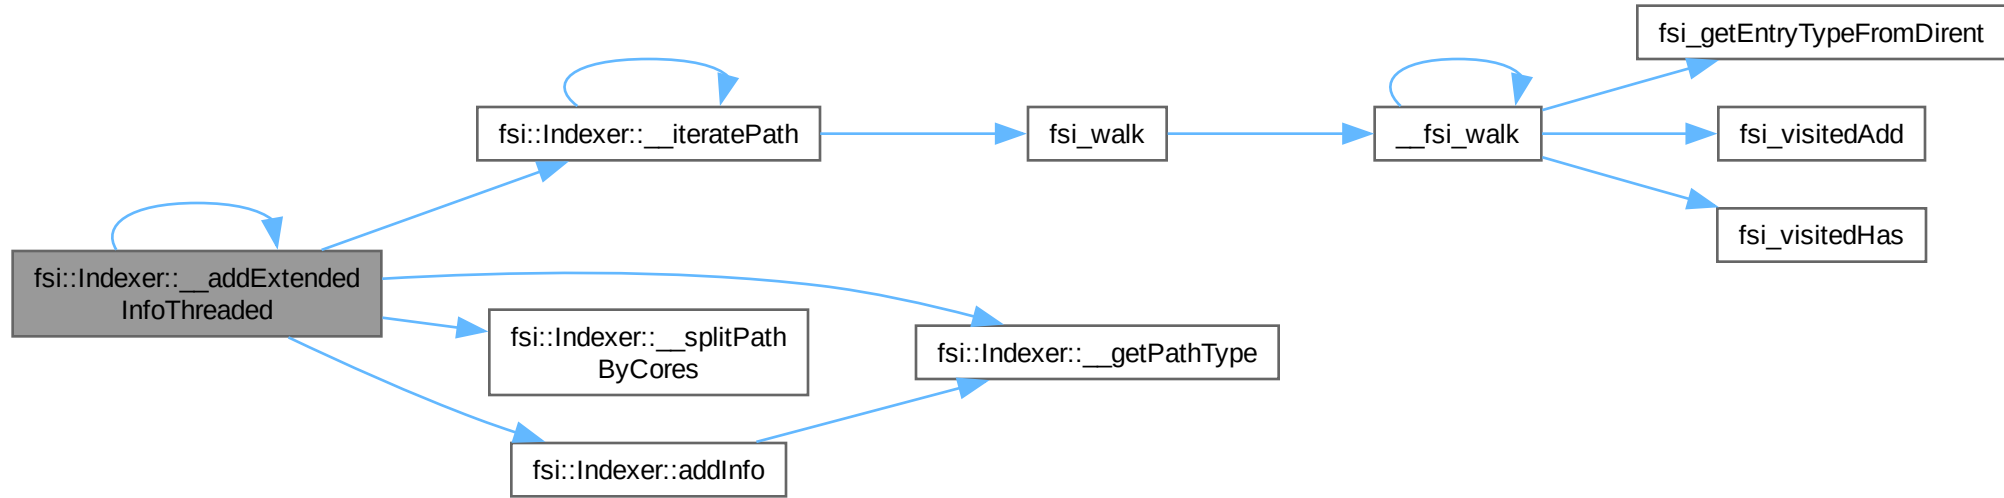 fsi::Indexer::__addExtended
InfoThreaded
fsi::Indexer::__iteratePath
fsi_walk
__fsi_walk
fsi_getEntryTypeFromDirent
fsi_visitedAdd
fsi_visitedHas
fsi::Indexer::__splitPath
ByCores
fsi::Indexer::__getPathType
fsi::Indexer::addInfo